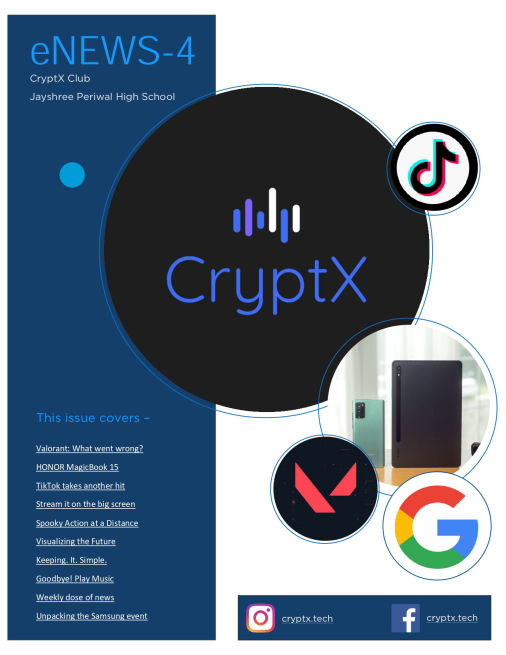 eNEWS-4
CryptX Club
Jayshree Periwal High School
CryptX
This issue covers –
Valorant: What went wrong?
HONOR MagicBook 15
TikTok takes another hit
Stream it on the big screen
Spooky Action at a Distance
Visualizing the Future
Keeping. It. Simple.
Goodbye! Play Music
Weekly dose of news
Unpacking the Samsung event
cryptx.tech
cryptx.tech